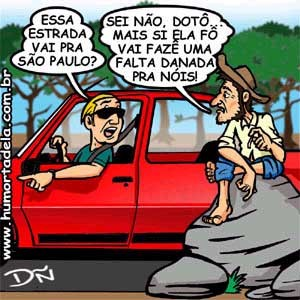 ESSA
ESTRADA
VAI PRA
SÃO PAULO?
SEI NÃO, DOTÔ...
MAIS SI ELA FÔ
VAI FAZÊ UMA
FALTA DANADA
PRA NÓIS!
www.humortadela.com.br
DN